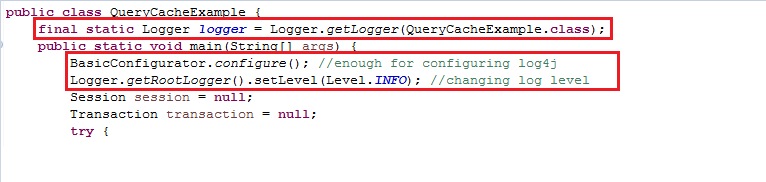 public class QueryCacheExample {
final static Logger logger = Logger.getLogger(QueryCacheExample.class);
public static void main(String[] args) {
BasicConfigurator.configure(); //enough for configuring log4j
Logger.getRootLogger().setLevel(Level.INFO); //changing log level
Session session = null;
Transaction transaction = null;
try {